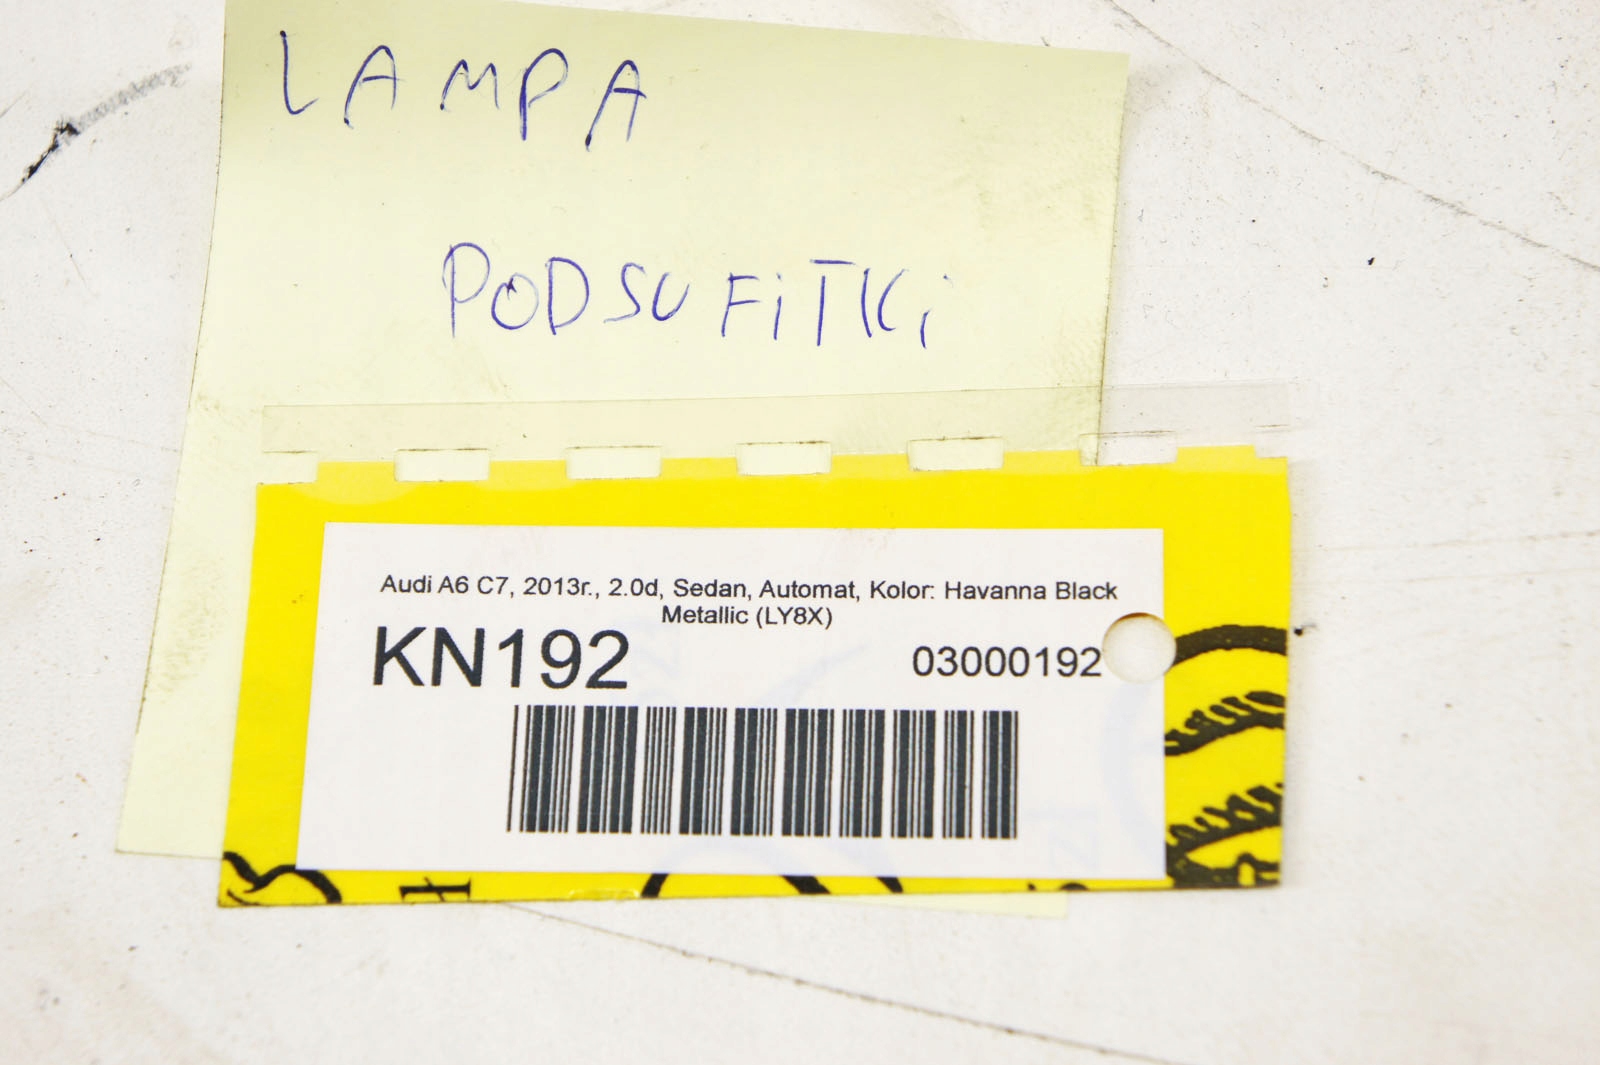 LAMPA
PODSUFiTKi
Audi A6 C7, 2013r., 2.0d, Sedan, Automat, Kolor: Havanna Black
Metallic (LY8X)
KN192
03000192